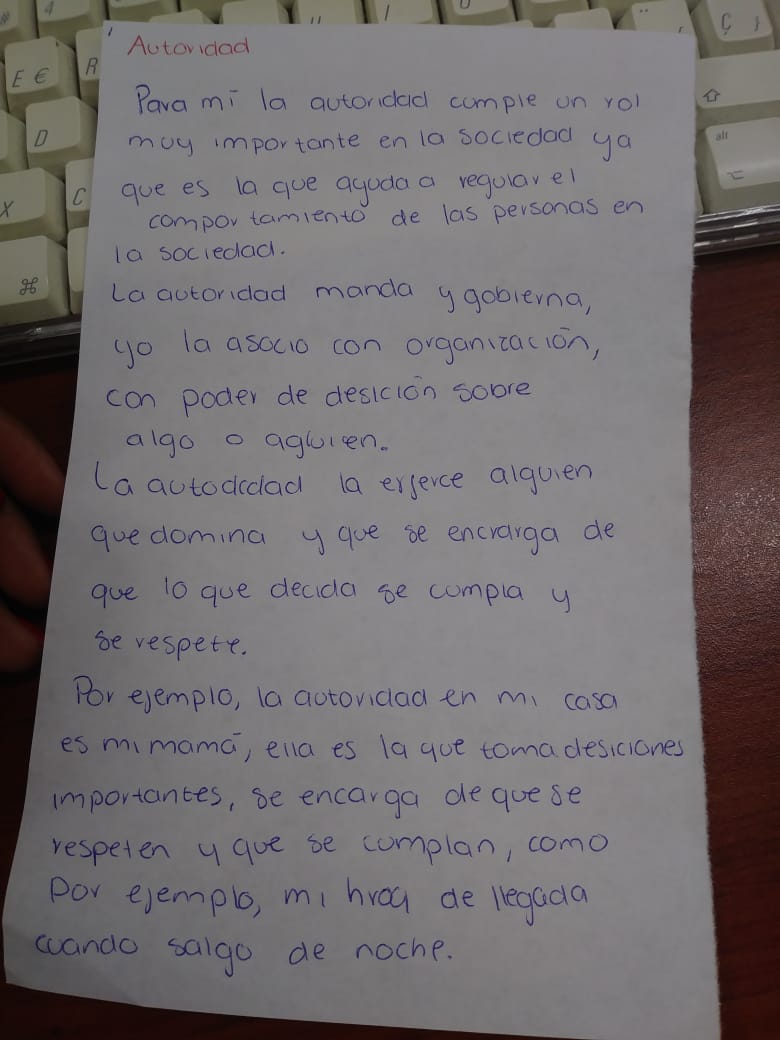 Autoridad
Para mi la autoridad cumple un rol
muy importante en la sociedad ya
que es la que ayuda a regular el
comportamiento de las personas en
la sociedad.
La autoridad manda y gobierna,
yo la asocio con organización,
con poder de desición sobre
algo o aguien.
La autodidad la erjerce alguien
que domina y que se encrarga de
que lo que decida se cumpla y
se respete.
Por ejemplo, la autoridad en mi casa
es mi mamá, ella es la que toma desiciones
importantes, se encarga de que se
respeten y que se cumplan, como
Por ejemplo, mi hroa de llegada
cuando salgo de noche.
E €
R
D
X
C
⌘
4
Ç
}
⇧
alt
⌥